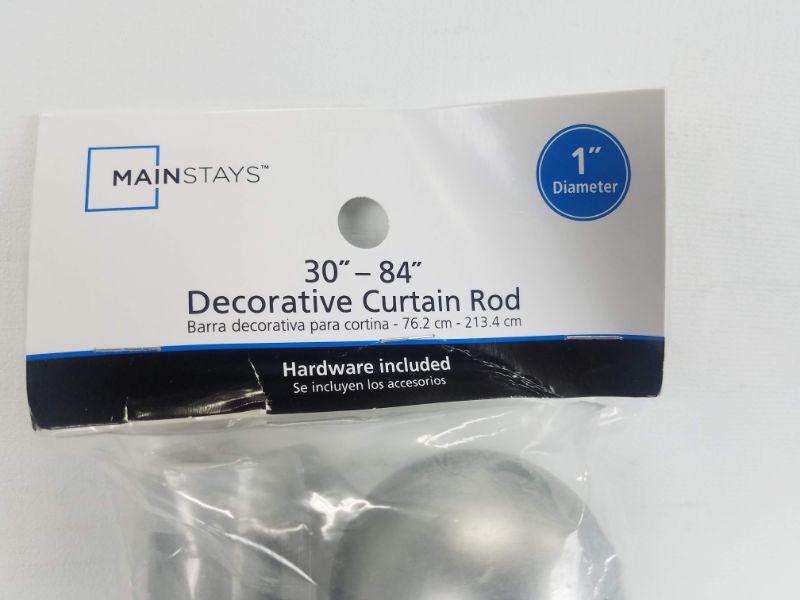 MAINSTAYS™
1”
Diameter
30” – 84”
Decorative Curtain Rod
Barra decorativa para cortina - 76.2 cm - 213.4 cm
Hardware included
Se incluyen los accesorios